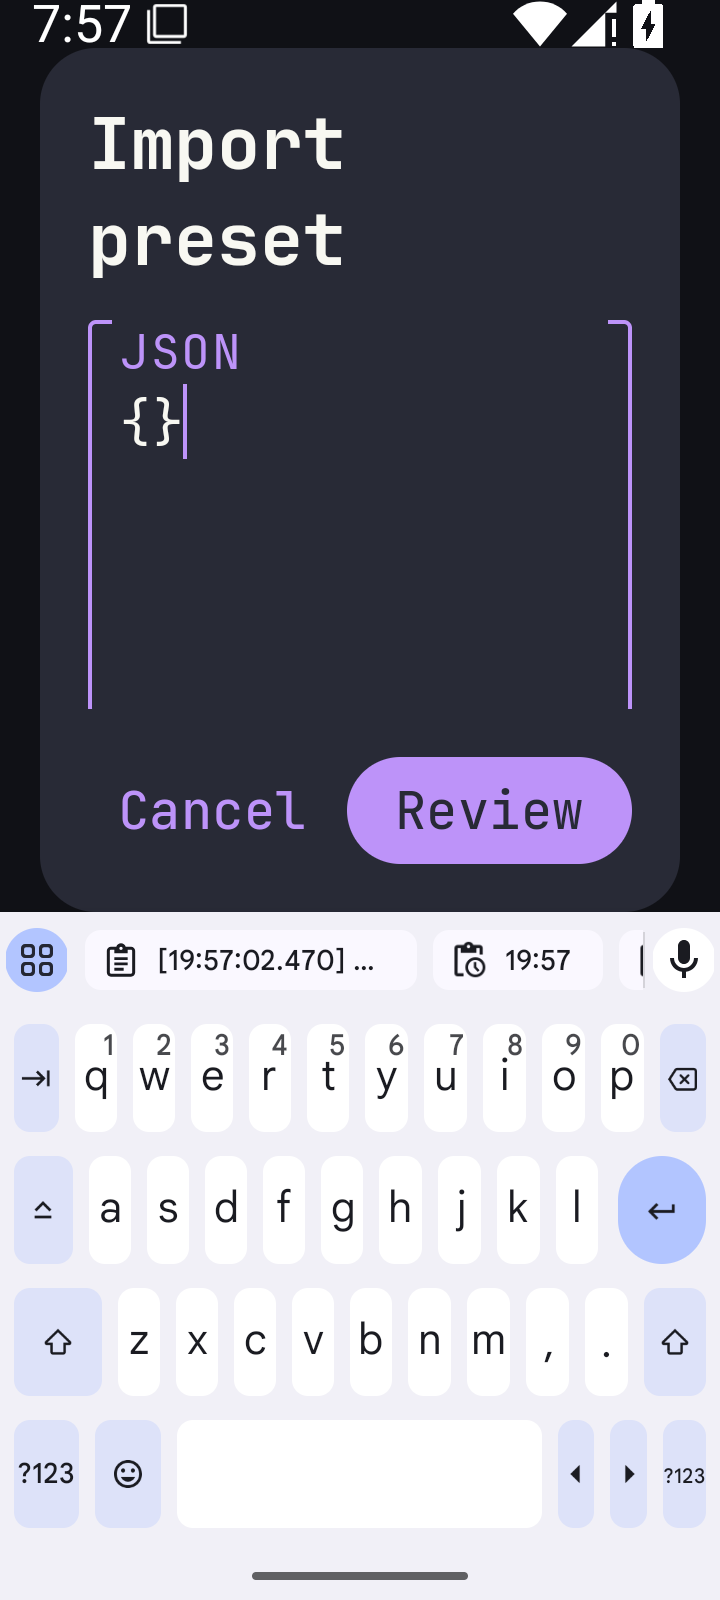 7:57
Import
preset
JSON
{}
Cancel Review
[19:57:02.470] ... 19:57
1 2 3 4 5 6 7 8 9 0
q w e r t y u i o p
a s d f g h j k l
z x c v b n m , .
?123 ?123